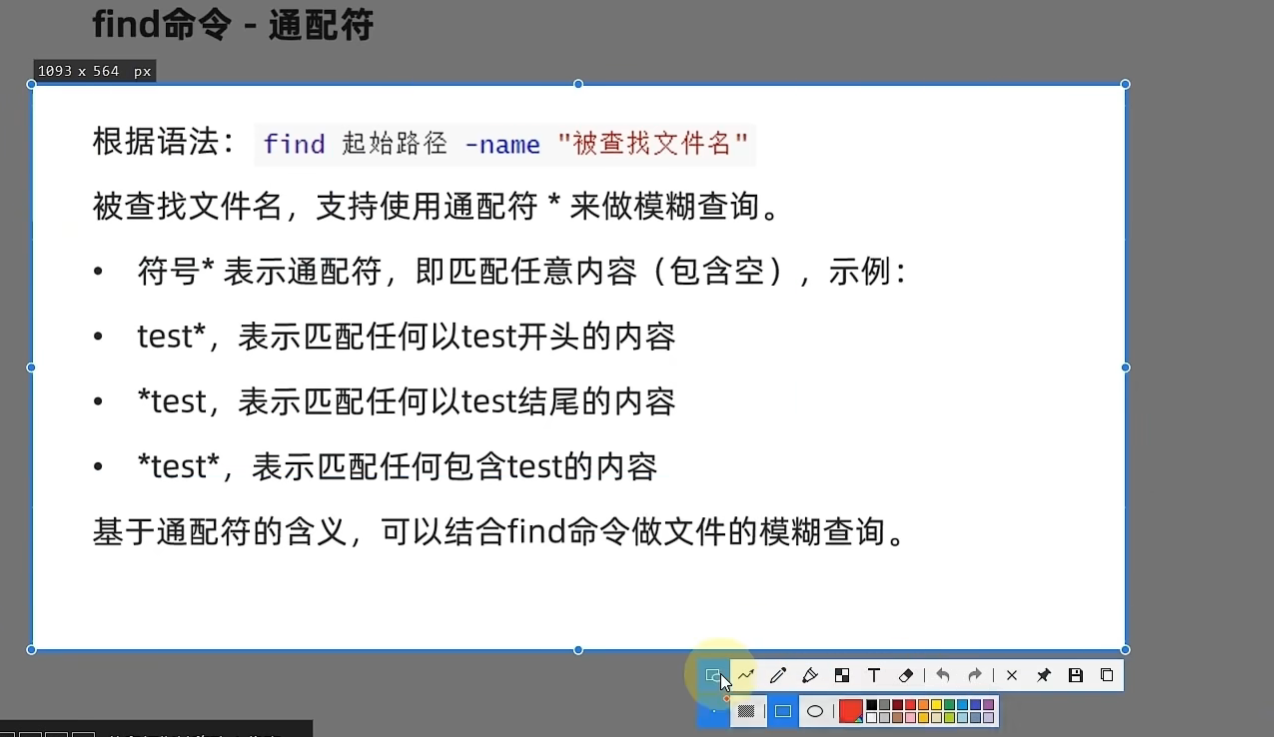 find命令 - 通配符
1093 x 564 px
根据语法： find 起始路径 -name "被查找文件名"
被查找文件名，支持使用通配符 * 来做模糊查询。
• 符号* 表示通配符，即匹配任意内容（包含空），示例：
• test*，表示匹配任何以test开头的内容
• *test，表示匹配任何以test结尾的内容
• *test*，表示匹配任何包含test的内容
基于通配符的含义，可以结合find命令做文件的模糊查询。
T